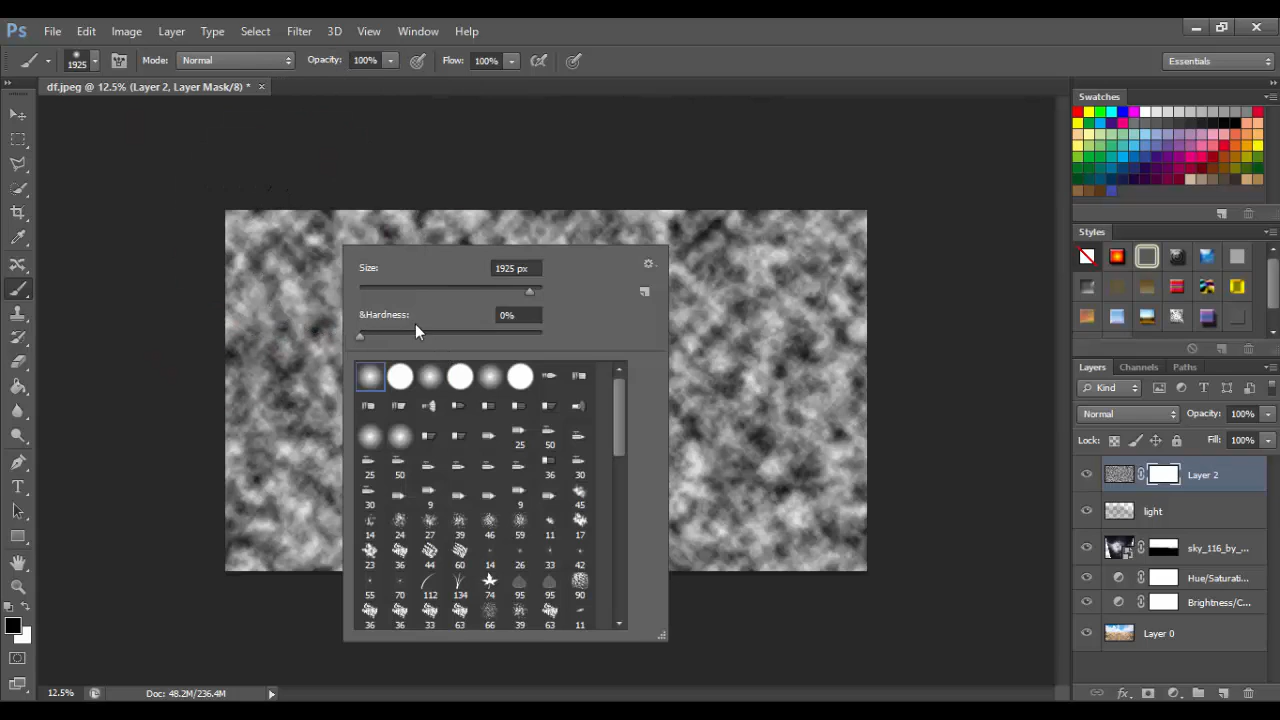 Ps File Edit Image Layer Type Select Filter 3D View Window Help
1925 Mode: Normal Opacity: 100% Flow: 100% Essentials
df.jpeg @ 12.5% (Layer 2, Layer Mask/8) * ×
Swatches
Size: 1925 px
&Hardness: 0%
25 50
25 50 36 30
30 9 9 45
14 24 27 39 46 59 11 17
23 36 44 60 14 26 33 42
55 70 112 134 74 95 95 90
36 36 33 63 66 39 63 11
Styles
Layers Channels Paths
Kind
Normal Opacity: 100%
Lock: Fill: 100%
Layer 2
light
sky_116_by_...
Hue/Saturati...
Brightness/C...
Layer 0
12.5% Doc: 48.2M/236.4M